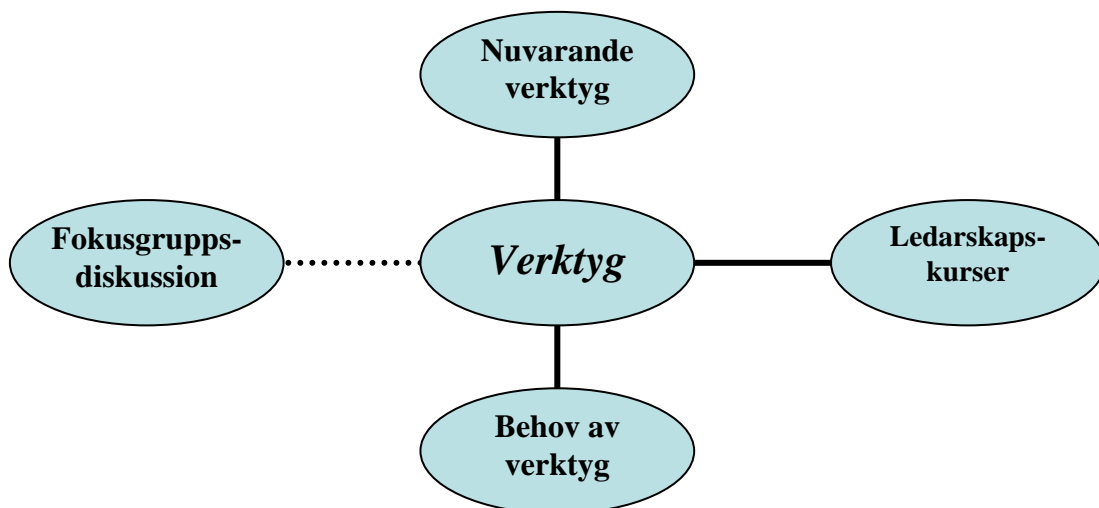 Nuvarande
verktyg
Fokusgrupps-
diskussion
Verktyg
Ledarskaps-
kurser
Behov av
verktyg